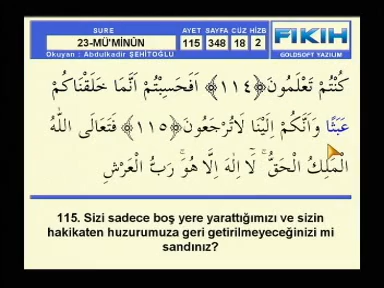 SURE AYET SAYFA CÜZ HİZB
23-MÜ'MİNÛN 115 348 18 2
Okuyan : Abdulkadir ŞEHİTOĞLU
FIKIH
GOLDSOFT YAZILIM
كُنْتُمْ تَعْلَمُونَ ﴿١١٤﴾ اَفَحَسِبْتُمْ اَنَّمَا خَلَقْنَاكُمْ
عَبَثًا وَاَنَّكُمْ اِلَيْنَا لَاتُرْجَعُونَ ﴿١١٥﴾ فَتَعَالَى اللّٰهُ
الْمَلِكُ الْحَقُّ ۚ لَٓا اِلٰهَ اِلَّا هُوَ ۚ رَبُّ الْعَرْشِ
115. Sizi sadece boş yere yarattığımızı ve sizin
hakikaten huzurumuza geri getirilmeyeceğinizi mi
sandınız?